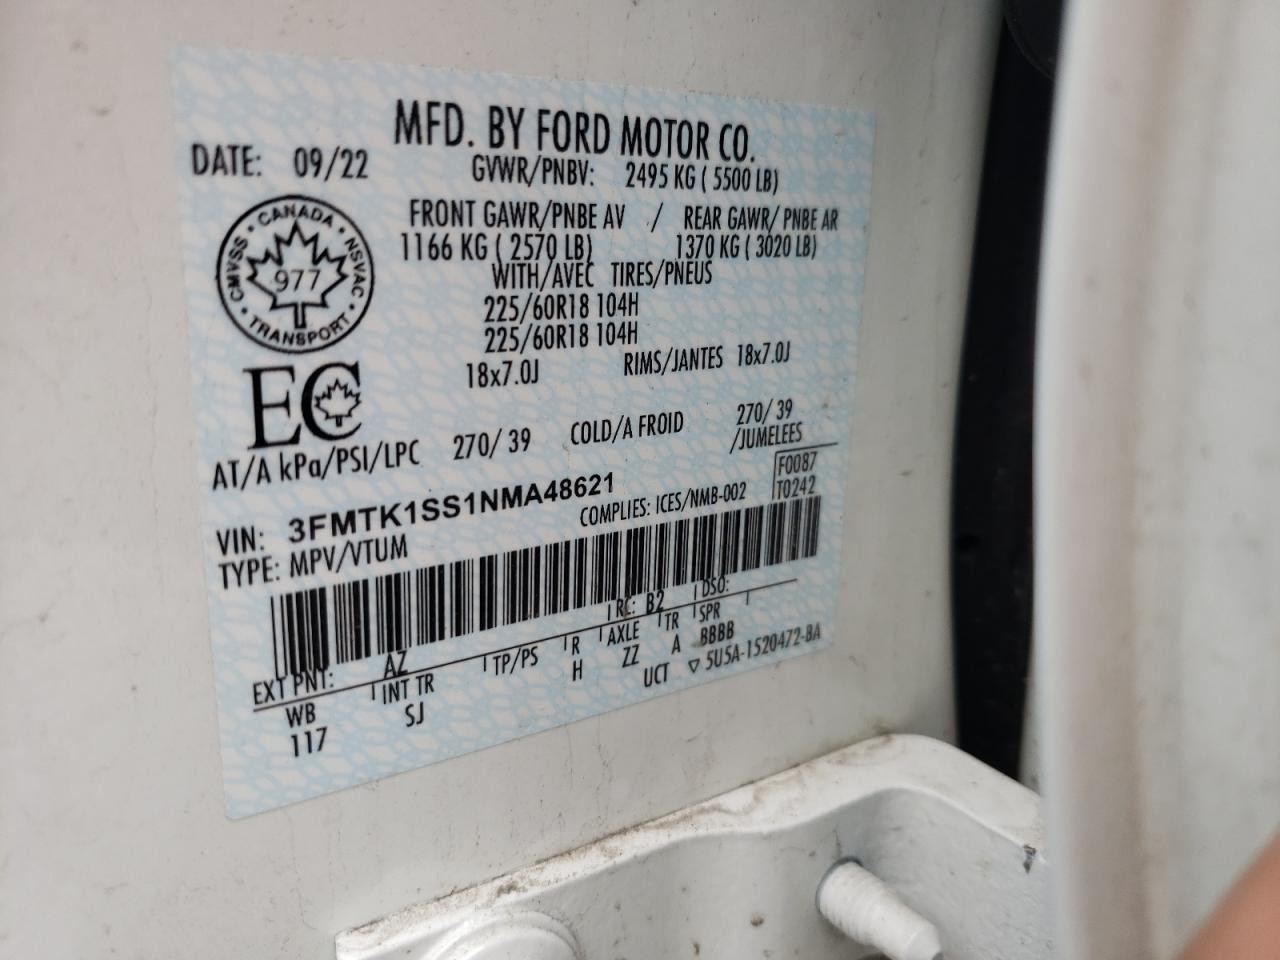 MFD. BY FORD MOTOR CO.
DATE: 09/22
GVWR/PNBV: 2495 KG ( 5500 LB)
FRONT GAWR/PNBE AV / REAR GAWR/ PNBE AR
1166 KG ( 2570 LB) 1370 KG ( 3020 LB)
WITH/AVEC TIRES/PNEUS
225/60R18 104H
225/60R18 104H
18x7.0J RIMS/JANTES 18x7.0J
CANADA
CMVSS 977 NSVAC
TRANSPORT
EC
AT/A kPa/PSI/LPC 270/ 39 COLD/A FROID 270/ 39
/JUMELEES
VIN: 3FMTK1SS1NMA48621
F0087
T0242
TYPE: MPV/VTUM COMPLIES: ICES/NMB-002
EXT PNT: AZ RC: B2 DSO:
WB INT TR TP/PS R AXLE TR SPR
117 SJ H ZZ A BBBB
UCT ▽ 5U5A-1520472-BA